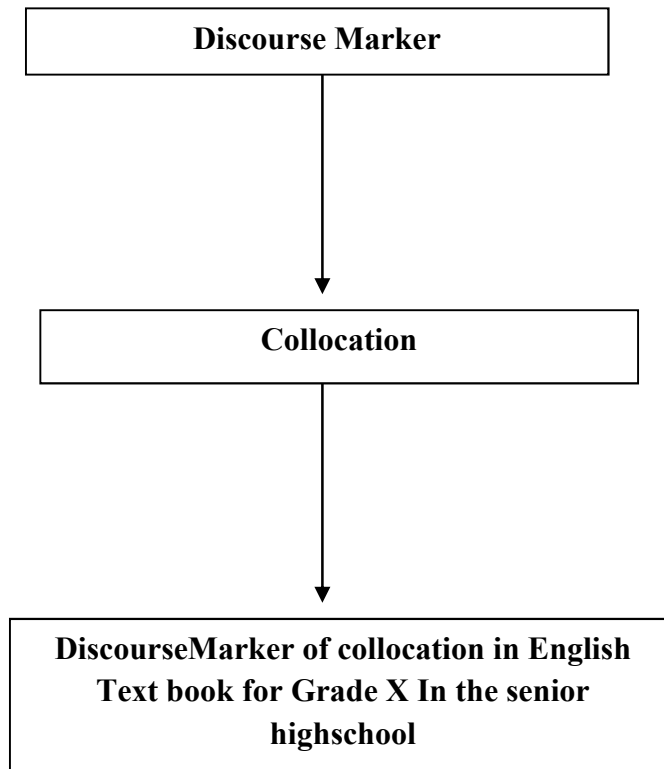 Discourse Marker
Collocation
DiscourseMarker of collocation in English
Text book for Grade X In the senior
highschool